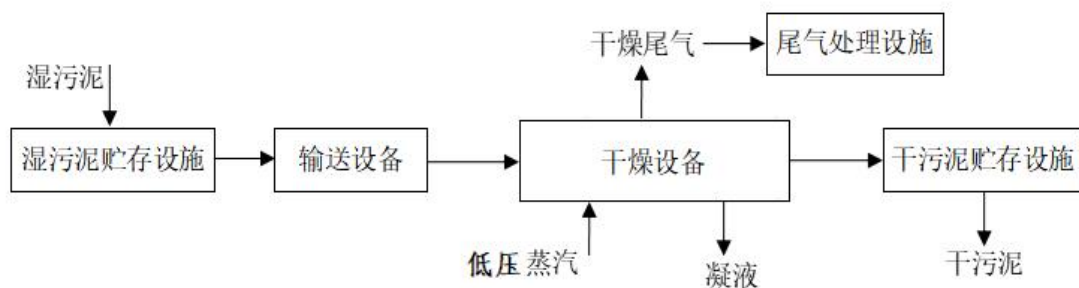 干燥尾气
尾气处理设施
湿污泥
湿污泥贮存设施
输送设备
干燥设备
干污泥贮存设施
低压蒸汽
凝液
干污泥